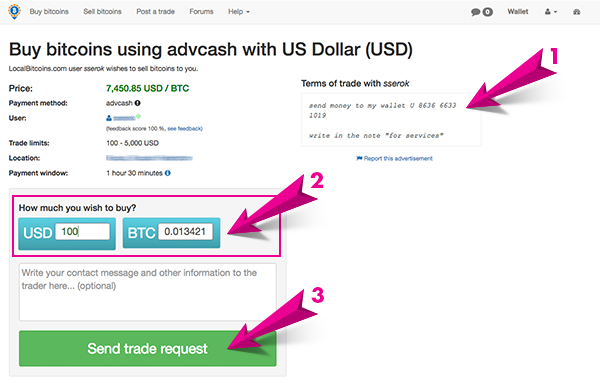 Buy bitcoins Sell bitcoins Post a trade Forums Help 0 Wallet
Buy bitcoins using advcash with US Dollar (USD)
LocalBitcoins.com user sserok wishes to sell bitcoins to you.
Price: 7,450.85 USD / BTC
Payment method: advcash
User:
(feedback score 100 %, see feedback)
Trade limits: 100 - 5,000 USD
Location:
Payment window: 1 hour 30 minutes
Terms of trade with sserok
1
send money to my wallet U 8636 6633
1019
write in the note "for services"
Report this advertisement
How much you wish to buy?
2
USD 100 BTC 0.013421
Write your contact message and other information to the
trader here... (optional)
3
Send trade request